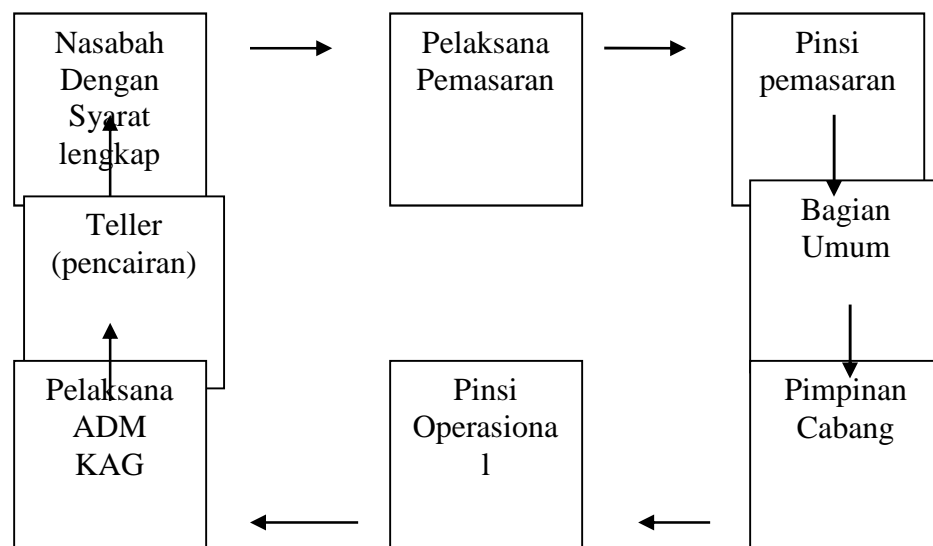 Nasabah
Dengan
Syarat
lengkap
Pelaksana
Pemasaran
Pinsi
pemasaran
Teller
(pencairan)
Bagian
Umum
Pelaksana
ADM
KAG
Pinsi
Operasiona
l
Pimpinan
Cabang